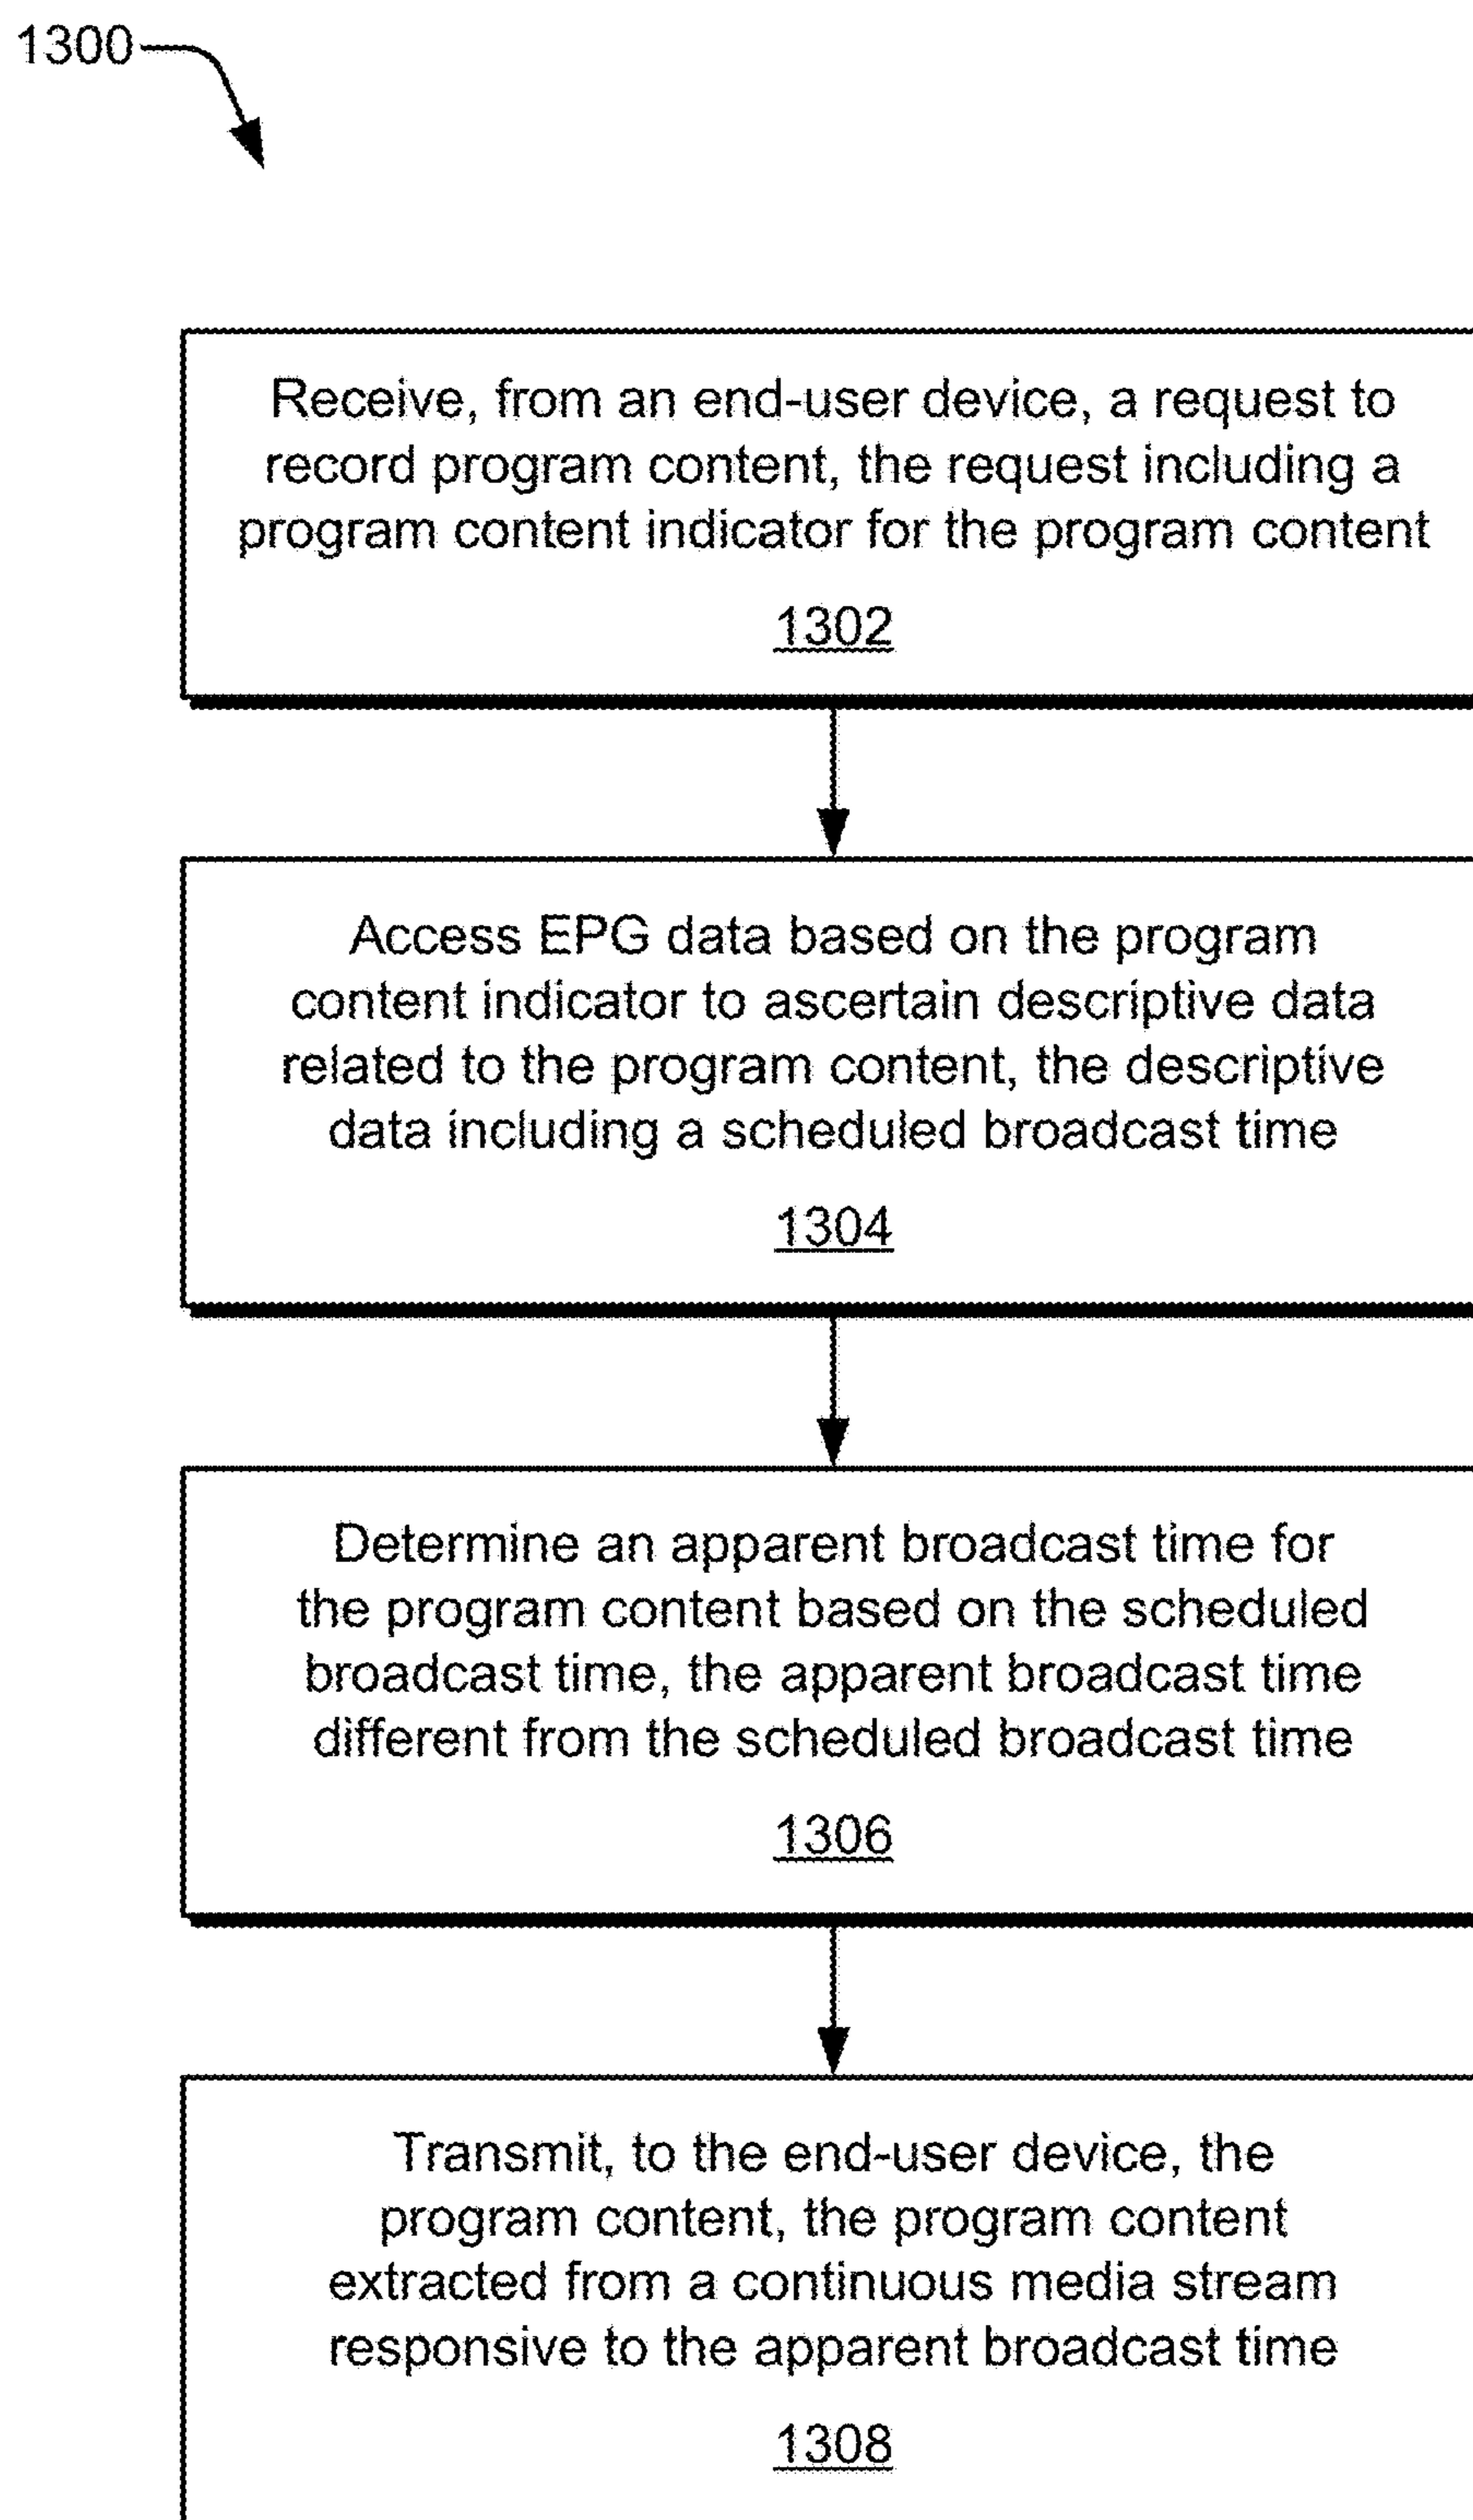 1300
Receive, from an end-user device, a request to
record program content, the request including a
program content indicator for the program content
1302
Access EPG data based on the program
content indicator to ascertain descriptive data
related to the program content, the descriptive
data including a scheduled broadcast time
1304
Determine an apparent broadcast time for
the program content based on the scheduled
broadcast time, the apparent broadcast time
different from the scheduled broadcast time
1306
Transmit, to the end-user device, the
program content, the program content
extracted from a continuous media stream
responsive to the apparent broadcast time
1308